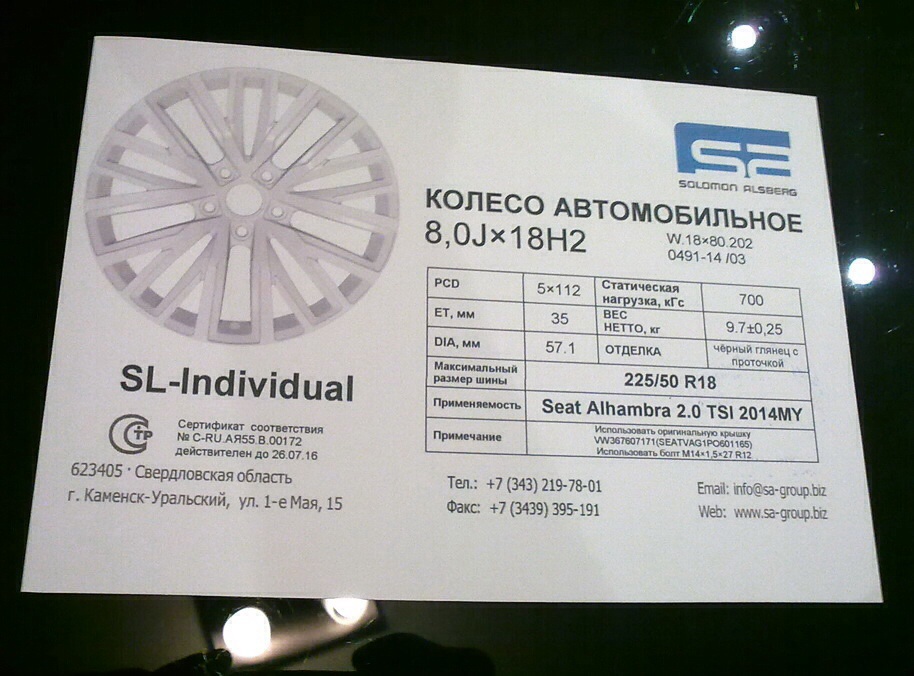 SOLOMON ALSBERG
КОЛЕСО АВТОМОБИЛЬНОЕ
8,0J×18H2
W.18×80.202
0491-14 /03
PCD 5×112 Статическая нагрузка, кГс 700
ЕТ, мм 35 ВЕС НЕТТО, кг 9.7±0,25
DIA, мм 57.1 ОТДЕЛКА чёрный глянец с проточкой
Максимальный размер шины 225/50 R18
Применяемость Seat Alhambra 2.0 TSI 2014MY
Примечание Использовать оригинальную крышку
VW367607171(SEATVAG1PO601165)
Использовать болт М14×1,5×27 R12
SL-Individual
СТР
Сертификат соответствия
№ C-RU.АЯ55.В.00172
действителен до 26.07.16
623405 · Свердловская область
г. Каменск-Уральский, ул. 1-е Мая, 15
Тел.: +7 (343) 219-78-01
Факс: +7 (3439) 395-191
Email: info@sa-group.biz
Web: www.sa-group.biz